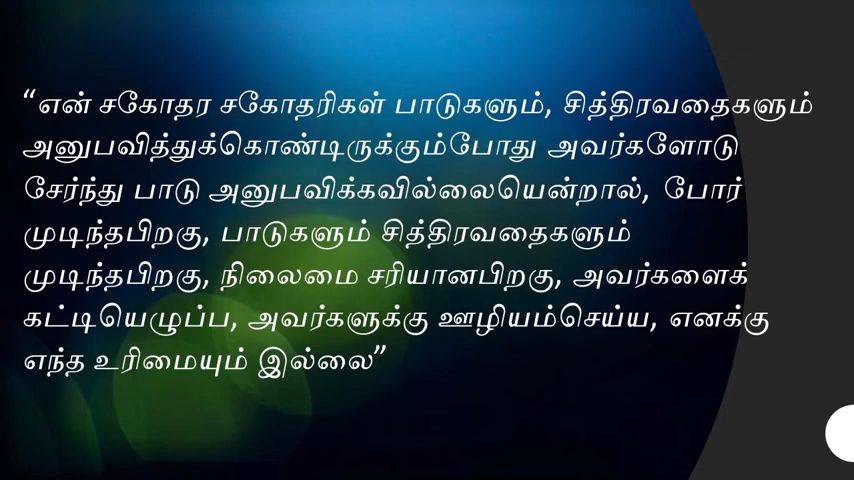 “என் சகோதர சகோதரிகள் பாடுகளும், சித்திரவதைகளும்
அனுபவித்துக்கொண்டிருக்கும்போது அவர்களோடு
சேர்ந்து பாடு அனுபவிக்கவில்லையென்றால், போர்
முடிந்தபிறகு, பாடுகளும் சித்திரவதைகளும்
முடிந்தபிறகு, நிலைமை சரியானபிறகு, அவர்களைக்
கட்டியெழுப்ப, அவர்களுக்கு ஊழியம்செய்ய, எனக்கு
எந்த உரிமையும் இல்லை”